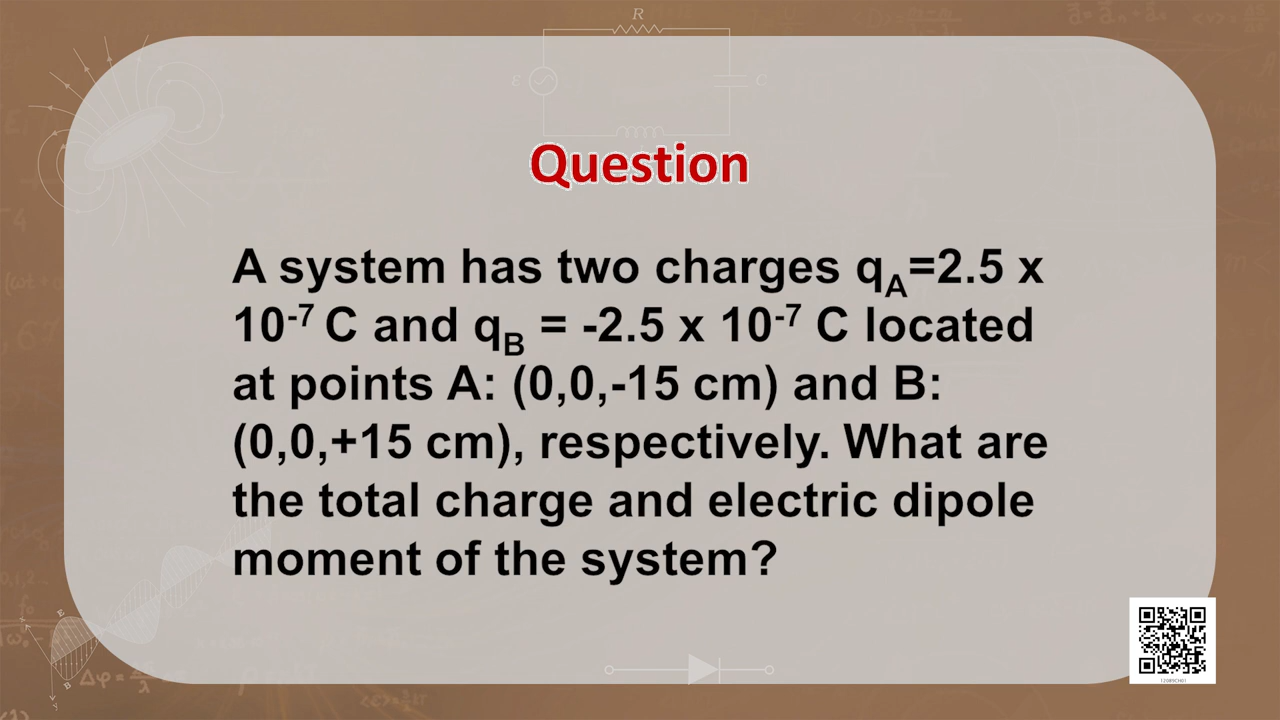 R
ε
C
Question
A system has two charges qA=2.5 x
10-7 C and qB = -2.5 x 10-7 C located
at points A: (0,0,-15 cm) and B:
(0,0,+15 cm), respectively. What are
the total charge and electric dipole
moment of the system?
E
B
Δφ =